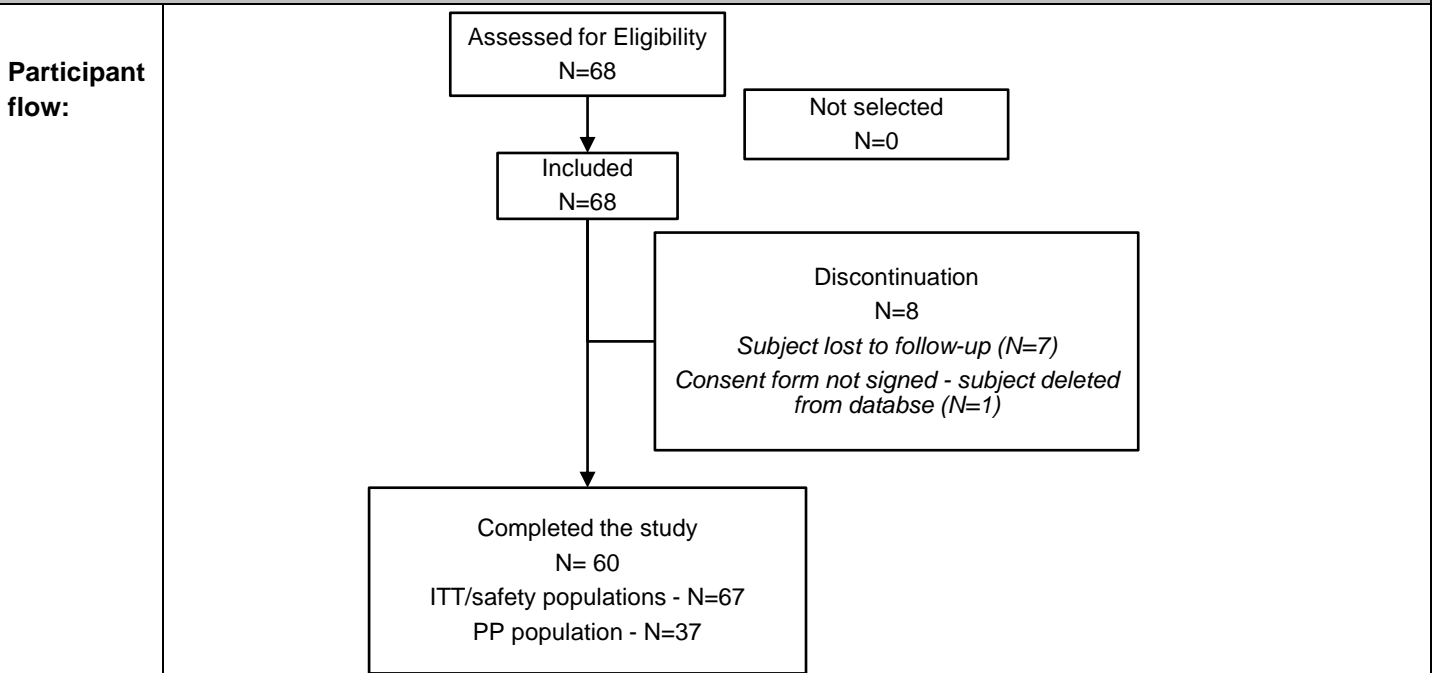 Participant
flow:
Assessed for Eligibility
N=68
Not selected
N=0
Included
N=68
Discontinuation
N=8
Subject lost to follow-up (N=7)
Consent form not signed - subject deleted
from databse (N=1)
Completed the study
N= 60
ITT/safety populations - N=67
PP population - N=37